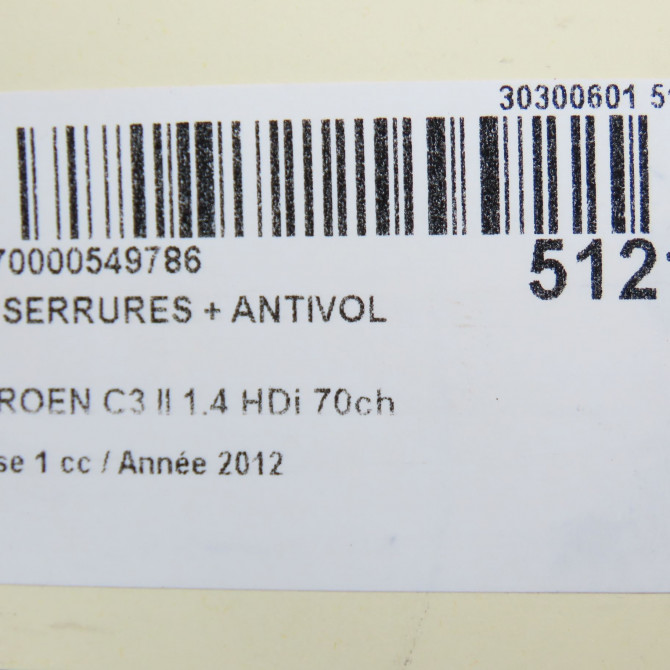 30300601 51
70000549786
5121
SERRURES + ANTIVOL
ROEN C3 II 1.4 HDi 70ch
se 1 cc / Année 2012